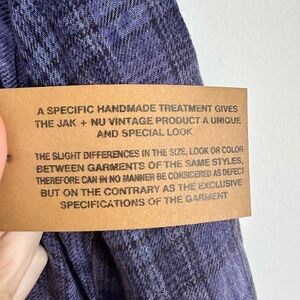 A SPECIFIC HANDMADE TREATMENT GIVES
THE JAK + NU VINTAGE PRODUCT A UNIQUE
AND SPECIAL LOOK
THE SLIGHT DIFFERENCES IN THE SIZE, LOOK OR COLOR
BETWEEN GARMENTS OF THE SAME STYLES,
THEREFORE CAN IN NO MANNER BE CONSIDERED AS DEFECT
BUT ON THE CONTRARY AS THE EXCLUSIVE
SPECIFICATIONS OF THE GARMENT